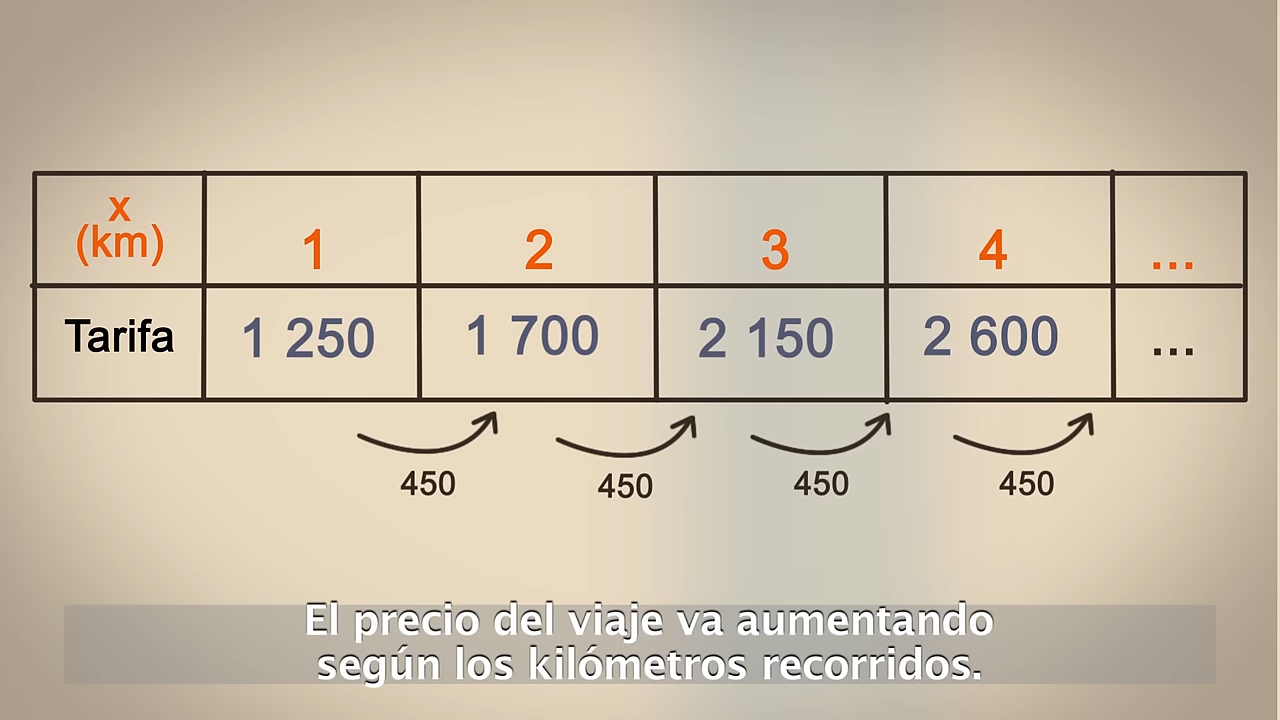 x
(km) 1 2 3 4 ...
Tarifa 1 250 1 700 2 150 2 600 ...
450 450 450 450
El precio del viaje va aumentando
según los kilómetros recorridos.